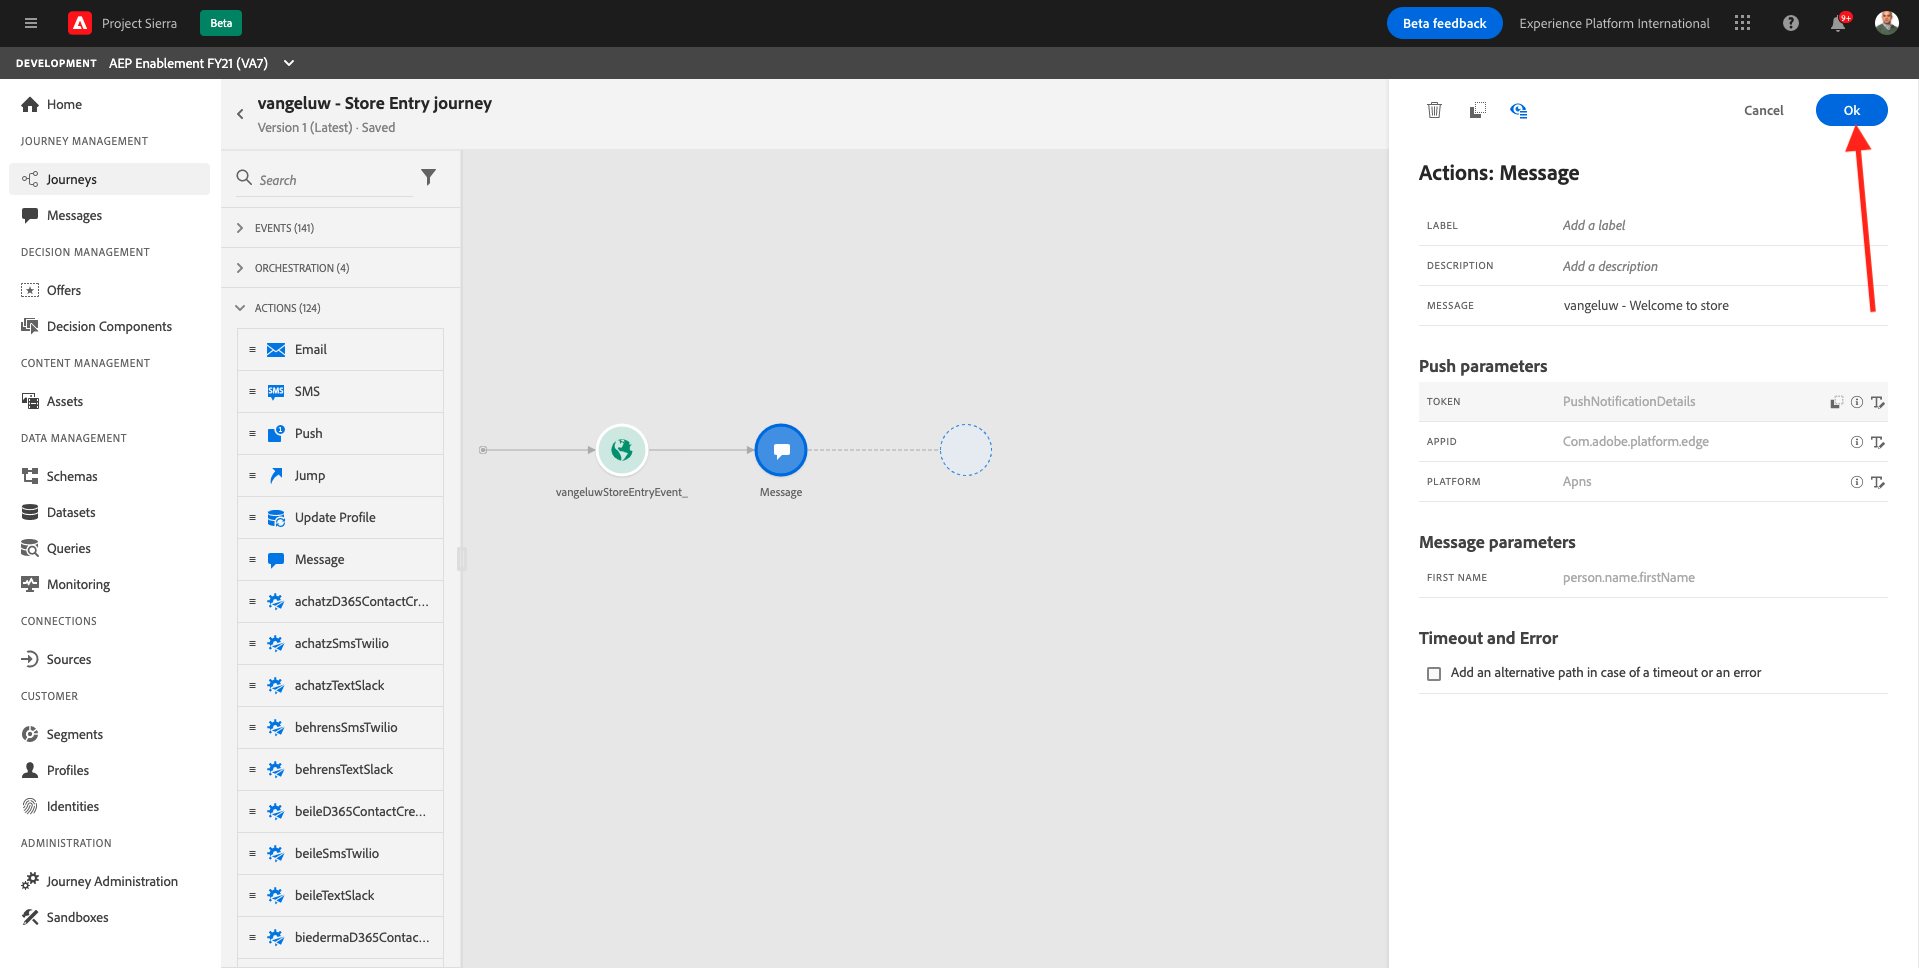 Project Sierra
Beta
Beta feedback
Experience Platform International
9+
DEVELOPMENT
AEP Enablement FY21 (VA7)
Home
JOURNEY MANAGEMENT
Journeys
Messages
DECISION MANAGEMENT
Offers
Decision Components
CONTENT MANAGEMENT
Assets
DATA MANAGEMENT
Schemas
Datasets
Queries
Monitoring
CONNECTIONS
Sources
CUSTOMER
Segments
Profiles
Identities
ADMINISTRATION
Journey Administration
Sandboxes
vangeluw - Store Entry journey
Version 1 (Latest) · Saved
Search
EVENTS (141)
ORCHESTRATION (4)
ACTIONS (124)
Email
SMS
SMS
Push
Jump
Update Profile
Message
achatzD365ContactCr...
achatzSmsTwilio
achatzTextSlack
behrensSmsTwilio
behrensTextSlack
beileD365ContactCre...
beileSmsTwilio
beileTextSlack
biedermaD365Contac...
vangeluwStoreEntryEvent_
Message
Cancel
Ok
Actions: Message
LABEL
Add a label
DESCRIPTION
Add a description
MESSAGE
vangeluw - Welcome to store
Push parameters
TOKEN
PushNotificationDetails
APPID
Com.adobe.platform.edge
PLATFORM
Apns
Message parameters
FIRST NAME
person.name.firstName
Timeout and Error
Add an alternative path in case of a timeout or an error